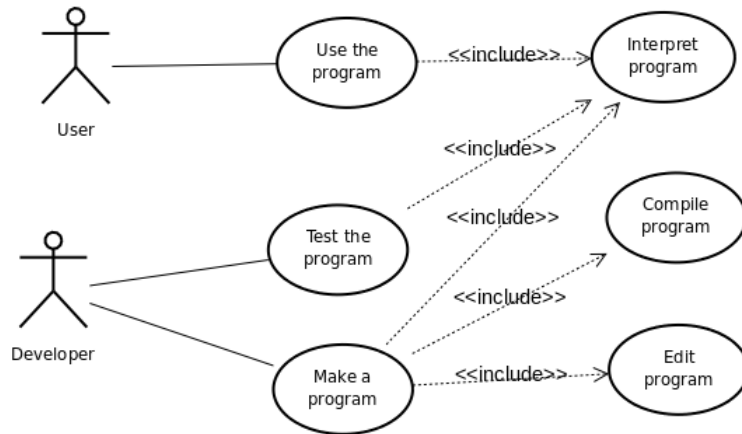 Use the
program
<<include>>
Interpret
program
User
<<include>>
Test the
program
<<include>>
Compile
program
<<include>>
Developer
Make a
program
<<include>>
Edit
program